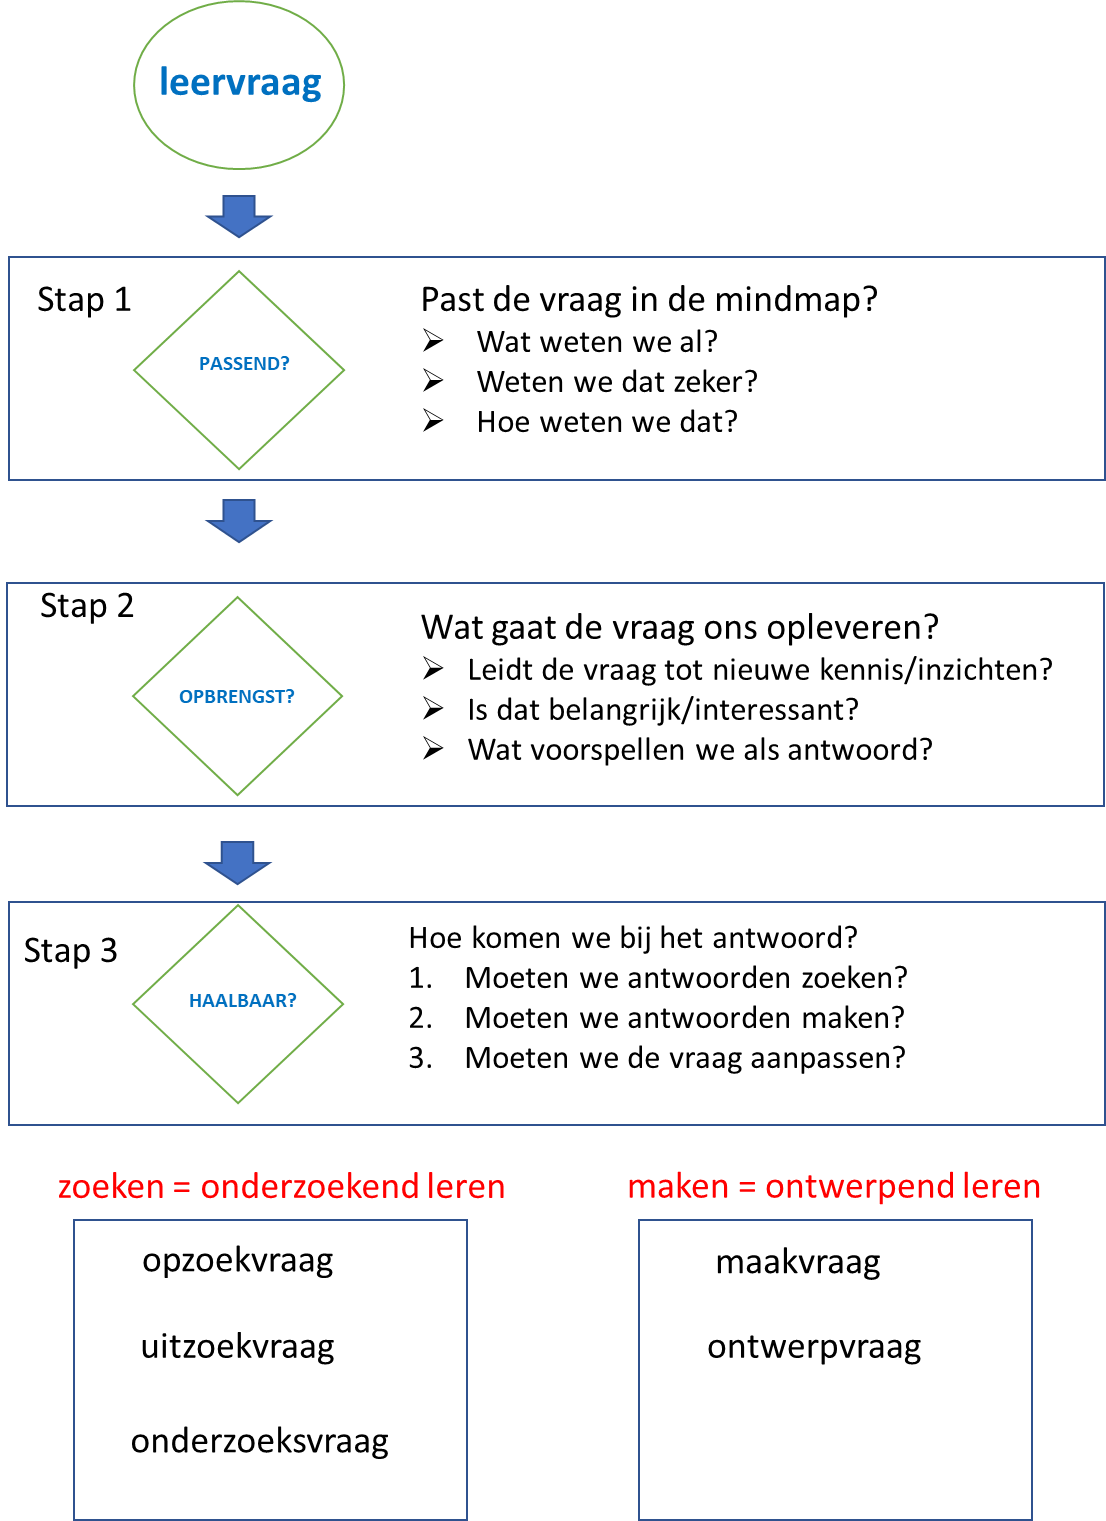 leervraag
Stap 1
PASSEND?
Past de vraag in de mindmap?
Wat weten we al?
Weten we dat zeker?
Hoe weten we dat?
Stap 2
OPBRENGST?
Wat gaat de vraag ons opleveren?
Leidt de vraag tot nieuwe kennis/inzichten?
Is dat belangrijk/interessant?
Wat voorspellen we als antwoord?
Stap 3
HAALBAAR?
Hoe komen we bij het antwoord?
1. Moeten we antwoorden zoeken?
2. Moeten we antwoorden maken?
3. Moeten we de vraag aanpassen?
zoeken = onderzoekend leren
opzoekvraag
uitzoekvraag
onderzoeksvraag
maken = ontwerpend leren
maakvraag
ontwerpvraag